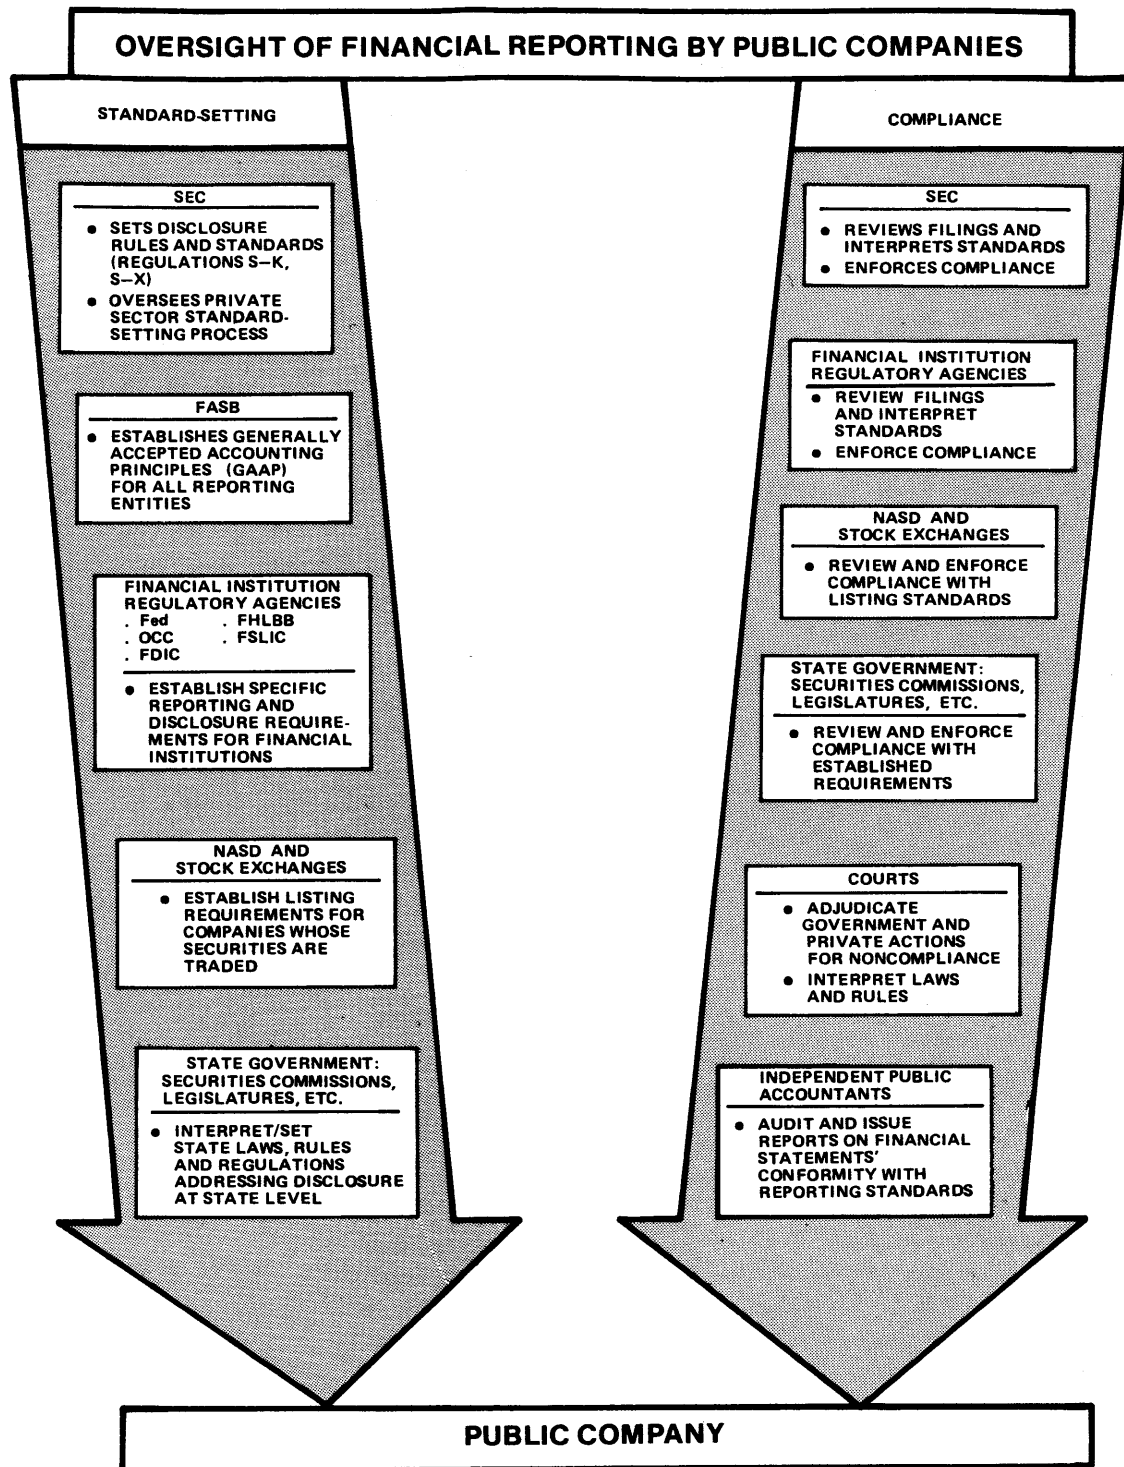 OVERSIGHT OF FINANCIAL REPORTING BY PUBLIC COMPANIES
STANDARD-SETTING
SEC
● SETS DISCLOSURE
RULES AND STANDARDS
(REGULATIONS S–K,
S–X)
● OVERSEES PRIVATE
SECTOR STANDARD-
SETTING PROCESS
FASB
● ESTABLISHES GENERALLY
ACCEPTED ACCOUNTING
PRINCIPLES (GAAP)
FOR ALL REPORTING
ENTITIES
FINANCIAL INSTITUTION
REGULATORY AGENCIES
. Fed . FHLBB
. OCC . FSLIC
. FDIC
● ESTABLISH SPECIFIC
REPORTING AND
DISCLOSURE REQUIRE-
MENTS FOR FINANCIAL
INSTITUTIONS
NASD AND
STOCK EXCHANGES
● ESTABLISH LISTING
REQUIREMENTS FOR
COMPANIES WHOSE
SECURITIES ARE
TRADED
STATE GOVERNMENT:
SECURITIES COMMISSIONS,
LEGISLATURES, ETC.
● INTERPRET/SET
STATE LAWS, RULES
AND REGULATIONS
ADDRESSING DISCLOSURE
AT STATE LEVEL
COMPLIANCE
SEC
● REVIEWS FILINGS AND
INTERPRETS STANDARDS
● ENFORCES COMPLIANCE
FINANCIAL INSTITUTION
REGULATORY AGENCIES
● REVIEW FILINGS
AND INTERPRET
STANDARDS
● ENFORCE COMPLIANCE
NASD AND
STOCK EXCHANGES
● REVIEW AND ENFORCE
COMPLIANCE WITH
LISTING STANDARDS
STATE GOVERNMENT:
SECURITIES COMMISSIONS,
LEGISLATURES, ETC.
● REVIEW AND ENFORCE
COMPLIANCE WITH
ESTABLISHED
REQUIREMENTS
COURTS
● ADJUDICATE
GOVERNMENT AND
PRIVATE ACTIONS
FOR NONCOMPLIANCE
● INTERPRET LAWS
AND RULES
INDEPENDENT PUBLIC
ACCOUNTANTS
● AUDIT AND ISSUE
REPORTS ON FINANCIAL
STATEMENTS'
CONFORMITY WITH
REPORTING STANDARDS
PUBLIC COMPANY